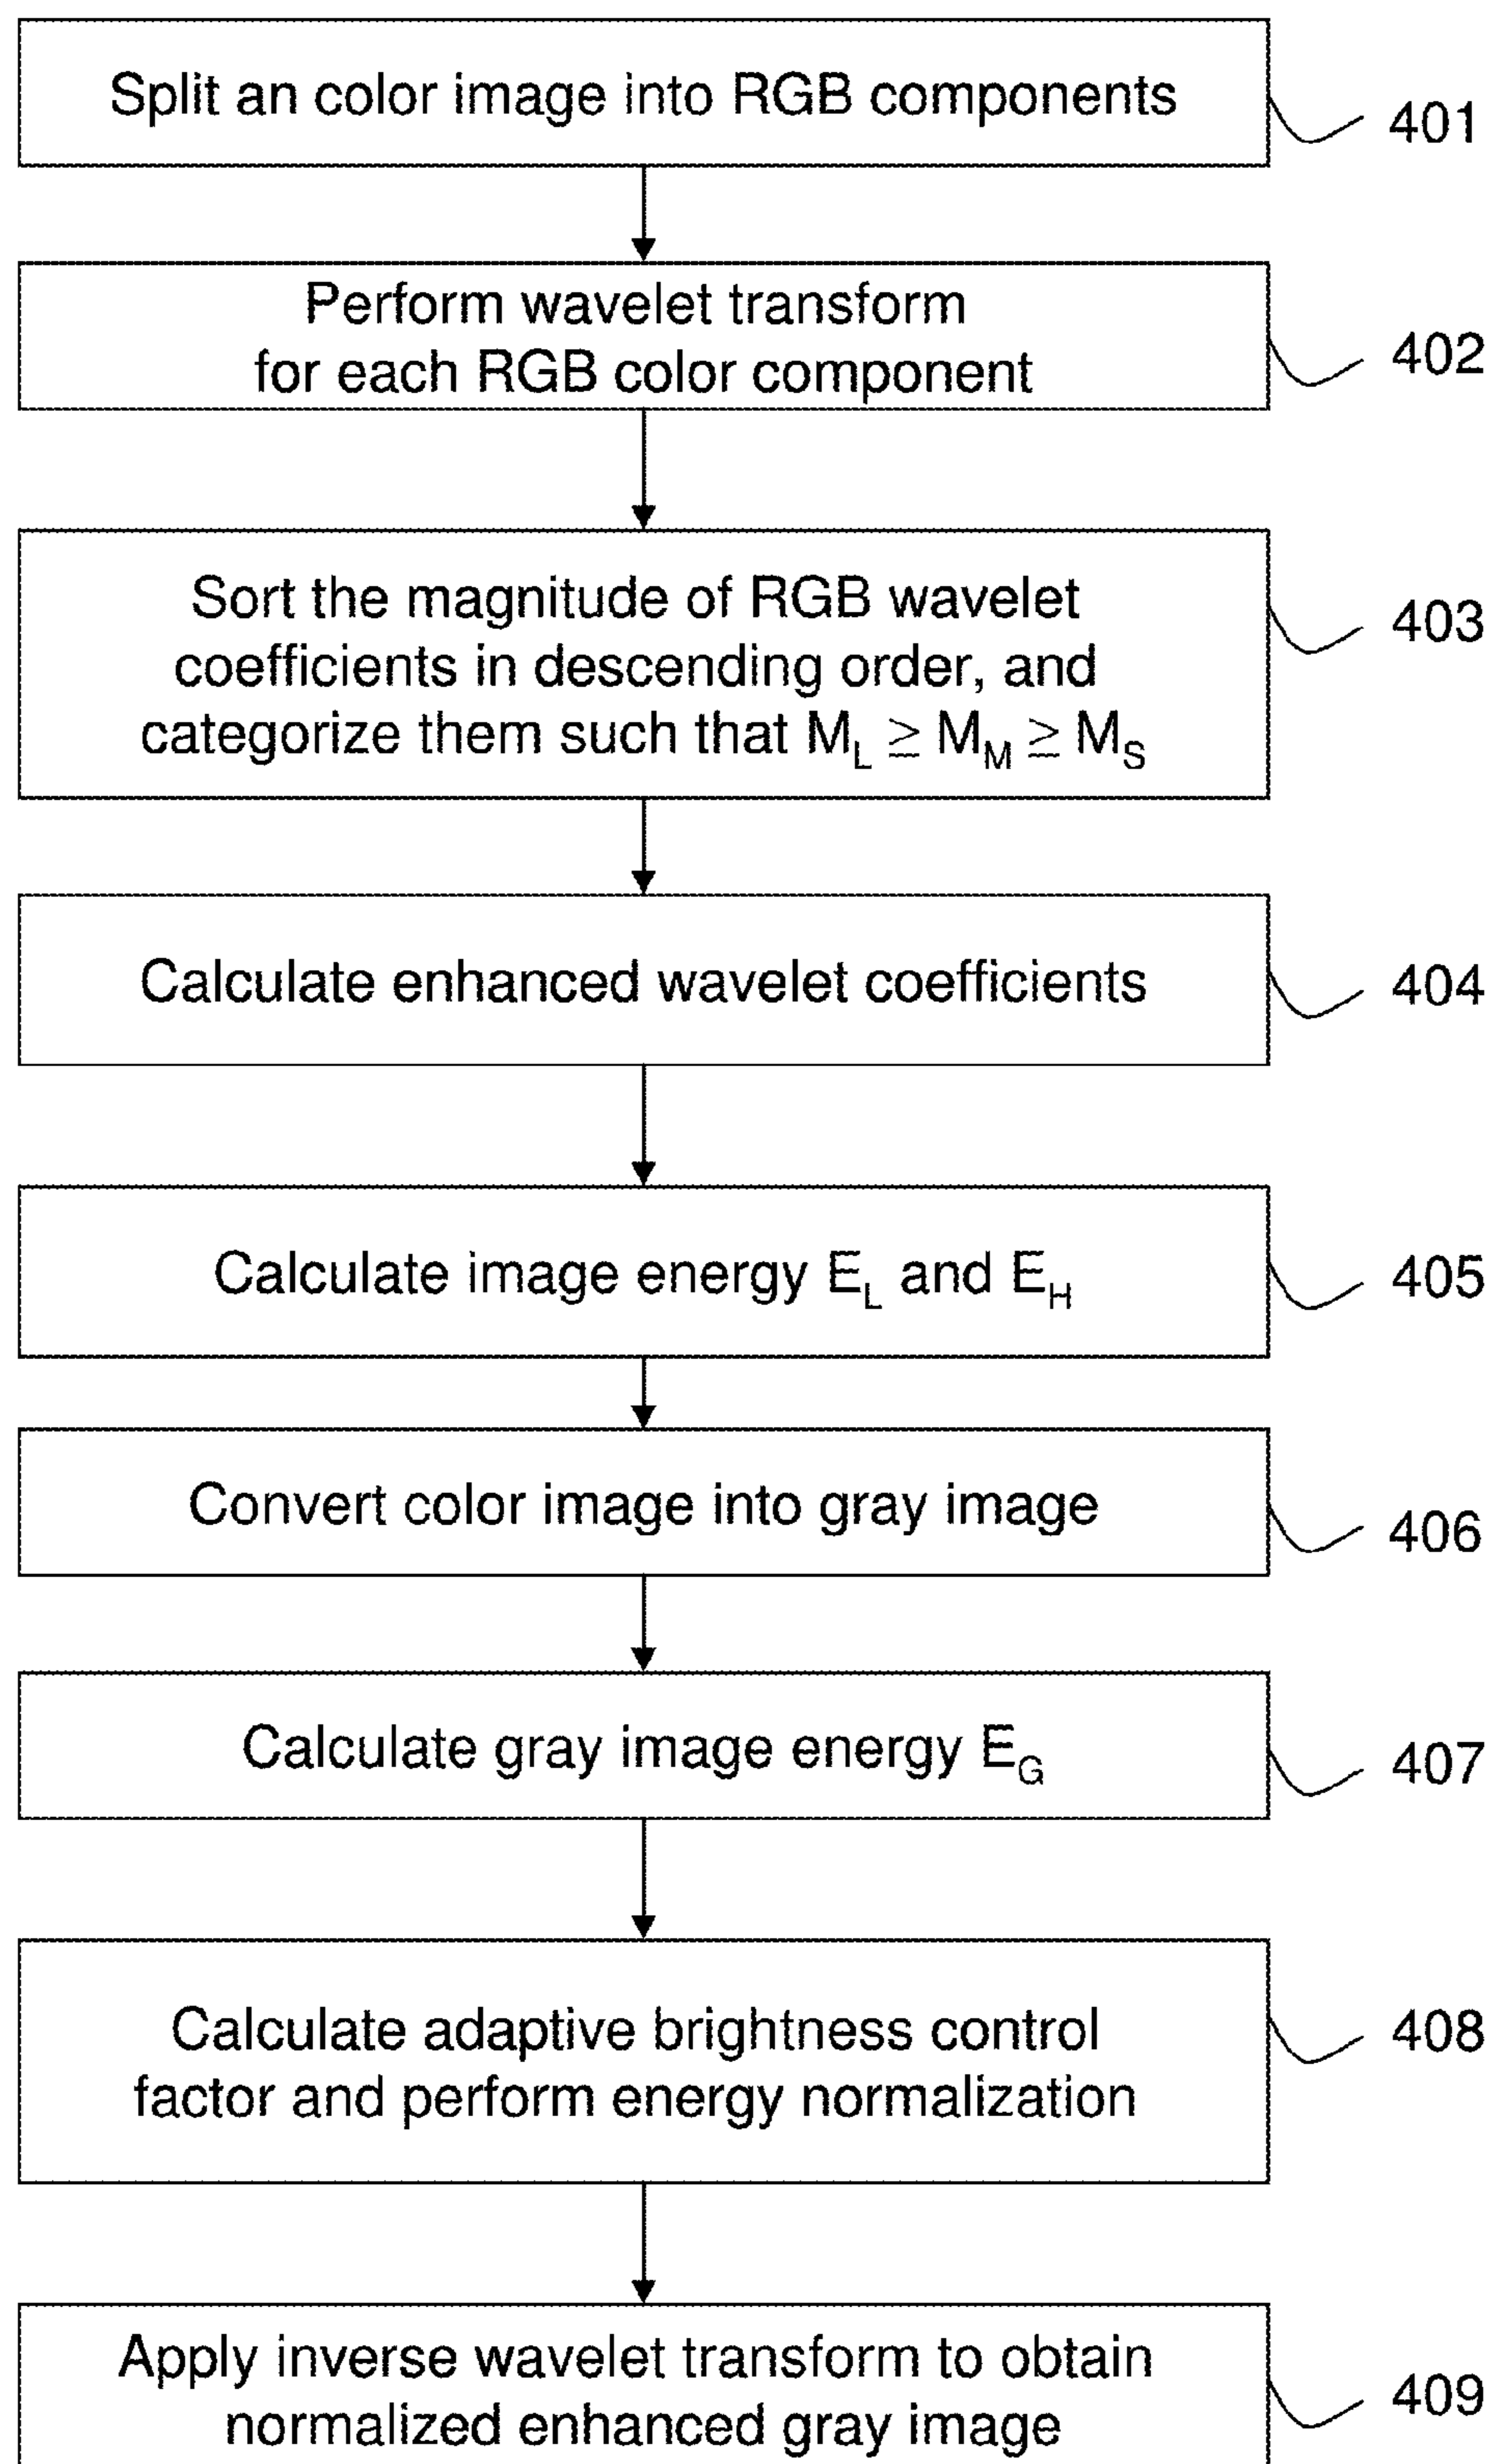 Split an color image into RGB components
401
Perform wavelet transform
for each RGB color component
402
Sort the magnitude of RGB wavelet
coefficients in descending order, and
categorize them such that M_L ≧ M_M ≧ M_S
403
Calculate enhanced wavelet coefficients
404
Calculate image energy E_L and E_H
405
Convert color image into gray image
406
Calculate gray image energy E_G
407
Calculate adaptive brightness control
factor and perform energy normalization
408
Apply inverse wavelet transform to obtain
normalized enhanced gray image
409